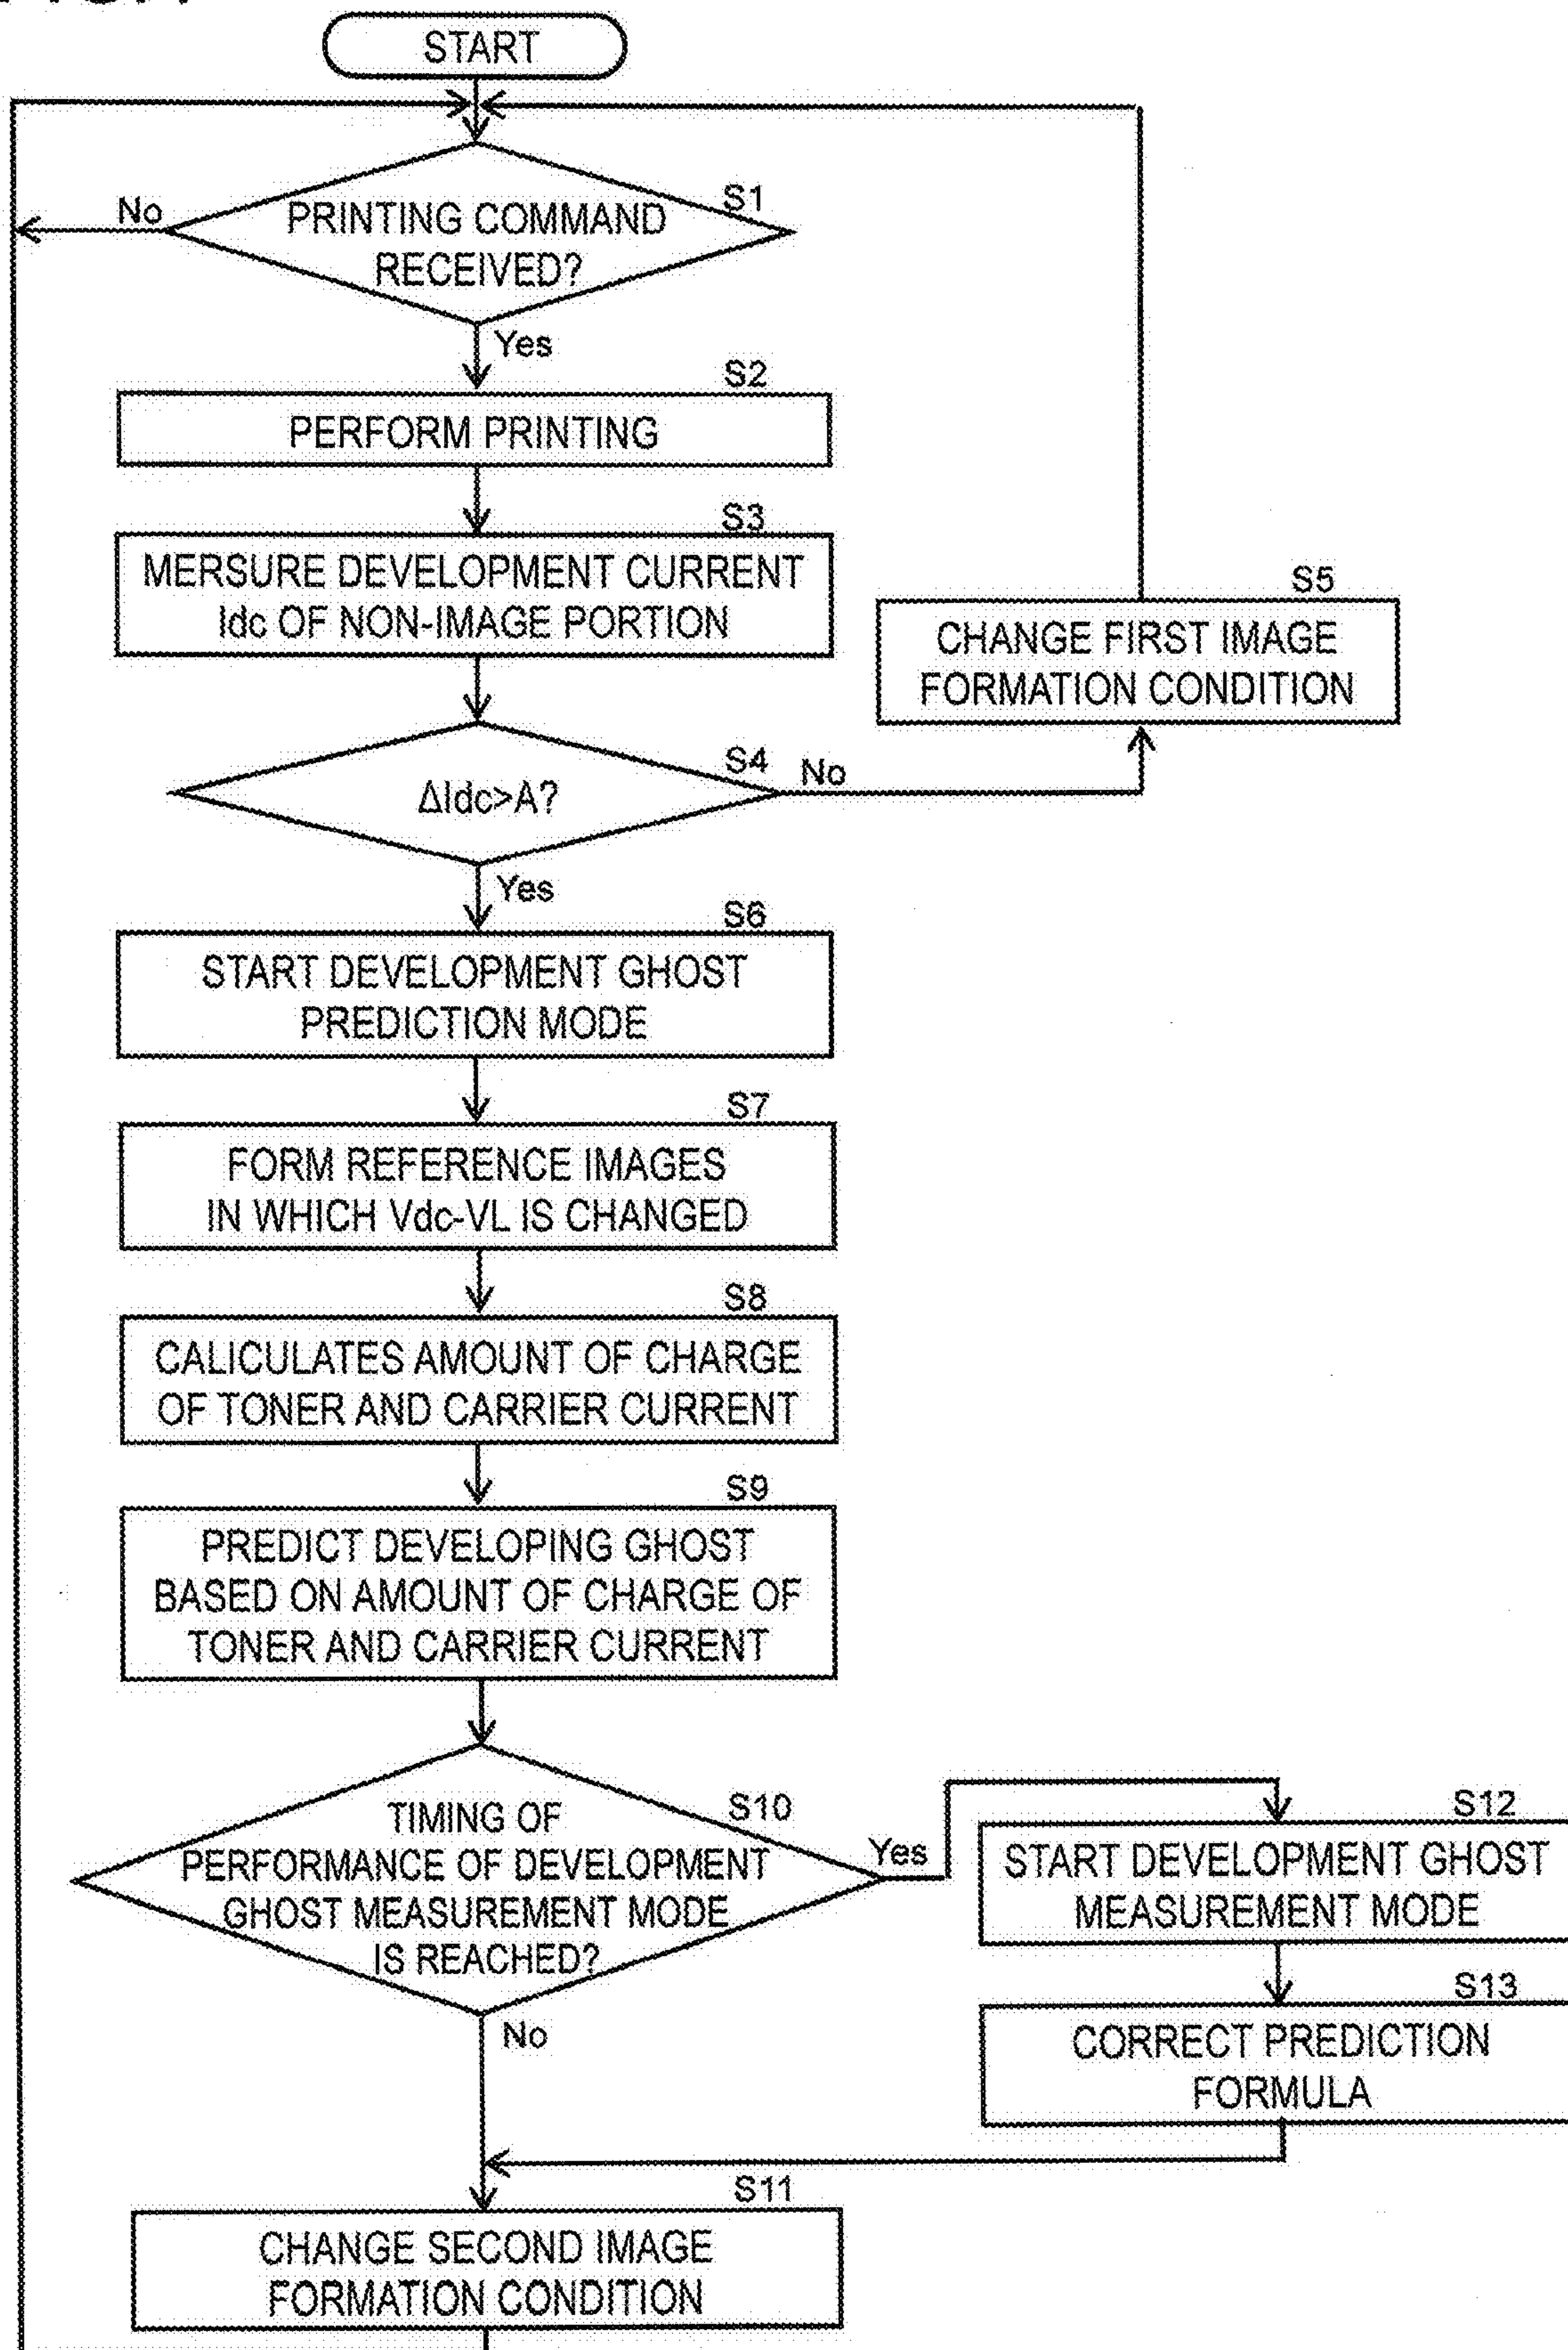 START
S1
No
PRINTING COMMAND
RECEIVED?
Yes
S2
PERFORM PRINTING
S3
MERSURE DEVELOPMENT CURRENT
Idc OF NON-IMAGE PORTION
S5
CHANGE FIRST IMAGE
FORMATION CONDITION
S4
No
ΔIdc>A?
Yes
S6
START DEVELOPMENT GHOST
PREDICTION MODE
S7
FORM REFERENCE IMAGES
IN WHICH Vdc-VL IS CHANGED
S8
CALICULATES AMOUNT OF CHARGE
OF TONER AND CARRIER CURRENT
S9
PREDICT DEVELOPING GHOST
BASED ON AMOUNT OF CHARGE OF
TONER AND CARRIER CURRENT
S10
TIMING OF
PERFORMANCE OF DEVELOPMENT
GHOST MEASUREMENT MODE
IS REACHED?
Yes
No
S12
START DEVELOPMENT GHOST
MEASUREMENT MODE
S13
CORRECT PREDICTION
FORMULA
S11
CHANGE SECOND IMAGE
FORMATION CONDITION